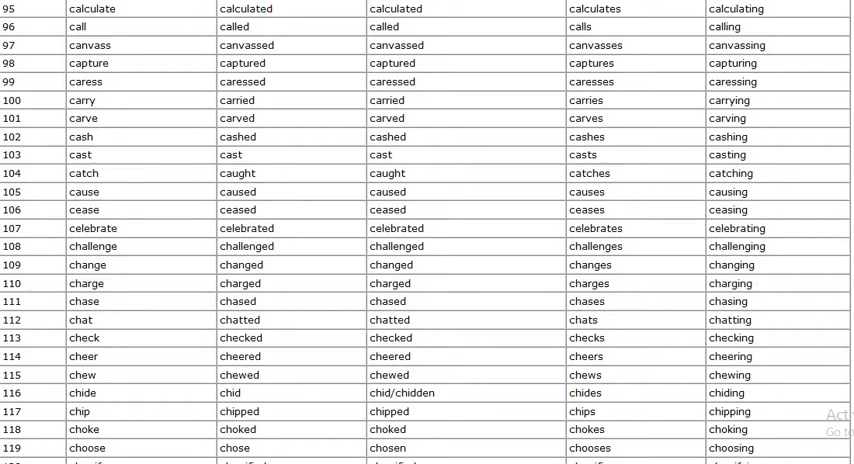 95 calculate calculated calculated calculates calculating
96 call called called calls calling
97 canvass canvassed canvassed canvasses canvassing
98 capture captured captured captures capturing
99 caress caressed caressed caresses caressing
100 carry carried carried carries carrying
101 carve carved carved carves carving
102 cash cashed cashed cashes cashing
103 cast cast cast casts casting
104 catch caught caught catches catching
105 cause caused caused causes causing
106 cease ceased ceased ceases ceasing
107 celebrate celebrated celebrated celebrates celebrating
108 challenge challenged challenged challenges challenging
109 change changed changed changes changing
110 charge charged charged charges charging
111 chase chased chased chases chasing
112 chat chatted chatted chats chatting
113 check checked checked checks checking
114 cheer cheered cheered cheers cheering
115 chew chewed chewed chews chewing
116 chide chid chid/chidden chides chiding
117 chip chipped chipped chips chipping
118 choke choked choked chokes choking
119 choose chose chosen chooses choosing
Go to